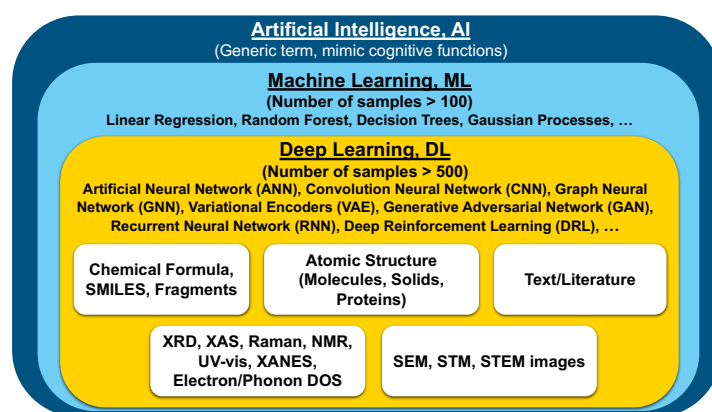 Artificial Intelligence, AI
(Generic term, mimic cognitive functions)
Machine Learning, ML
(Number of samples > 100)
Linear Regression, Random Forest, Decision Trees, Gaussian Processes, …
Deep Learning, DL
(Number of samples > 500)
Artificial Neural Network (ANN), Convolution Neural Network (CNN), Graph Neural
Network (GNN), Variational Encoders (VAE), Generative Adversarial Network (GAN),
Recurrent Neural Network (RNN), Deep Reinforcement Learning (DRL), …
Chemical Formula,
SMILES, Fragments
Atomic Structure
(Molecules, Solids,
Proteins)
Text/Literature
XRD, XAS, Raman, NMR,
UV-vis, XANES,
Electron/Phonon DOS
SEM, STM, STEM images